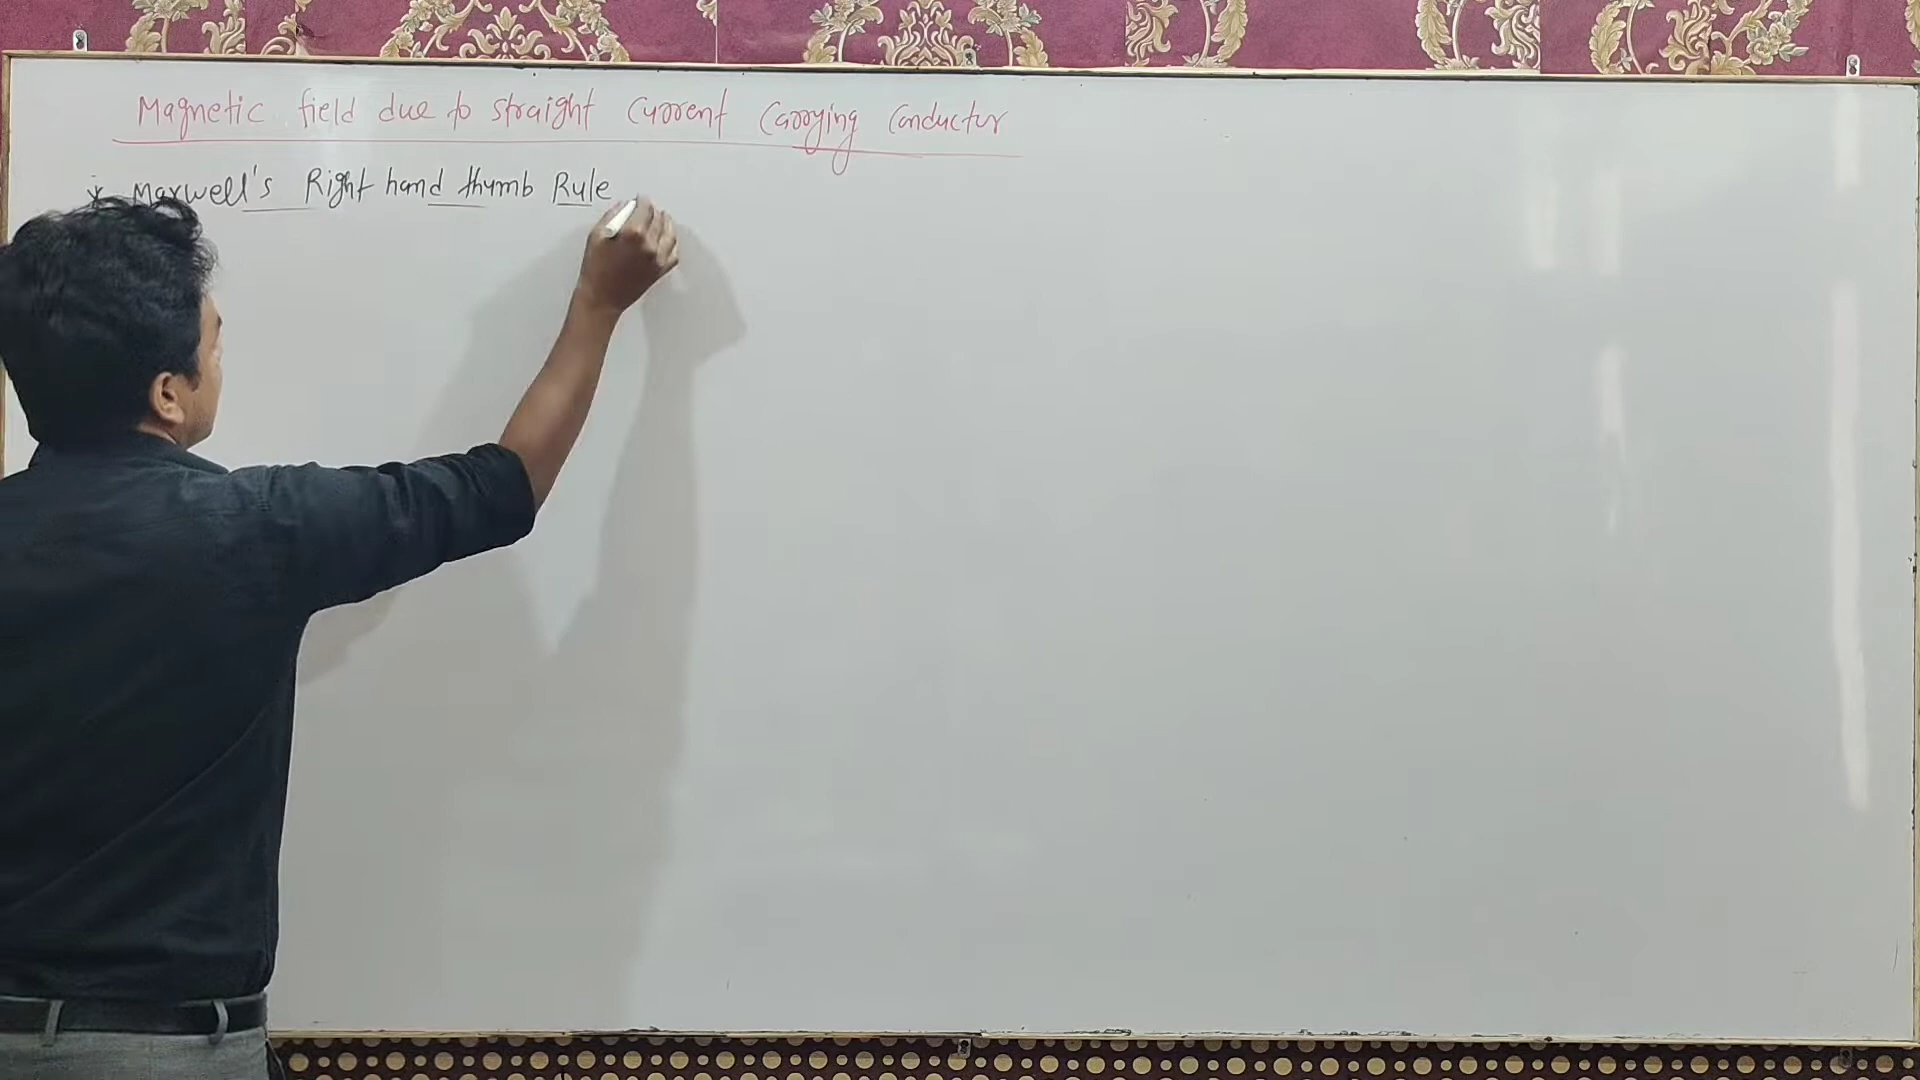 Magnetic field due to straight Current Carrying Conductor
* Maxwell's Right hand thumb Rule